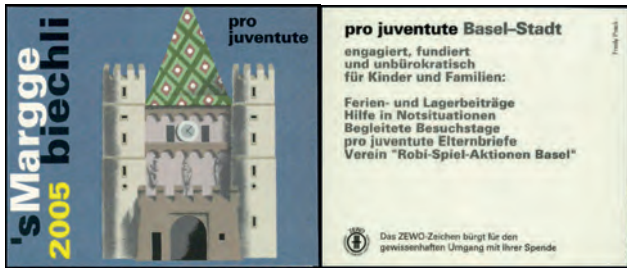 'sMargge
2005 biechli
pro
juventute
pro juventute Basel–Stadt
engagiert, fundiert
und unbürokratisch
für Kinder und Familien:
Ferien- und Lagerbeiträge
Hilfe in Notsituationen
Begleitete Besuchstage
pro juventute Elternbriefe
Verein "Robi-Spiel-Aktionen Basel"
ZEWO
Das ZEWO-Zeichen bürgt für den
gewissenhaften Umgang mit Ihrer Spende